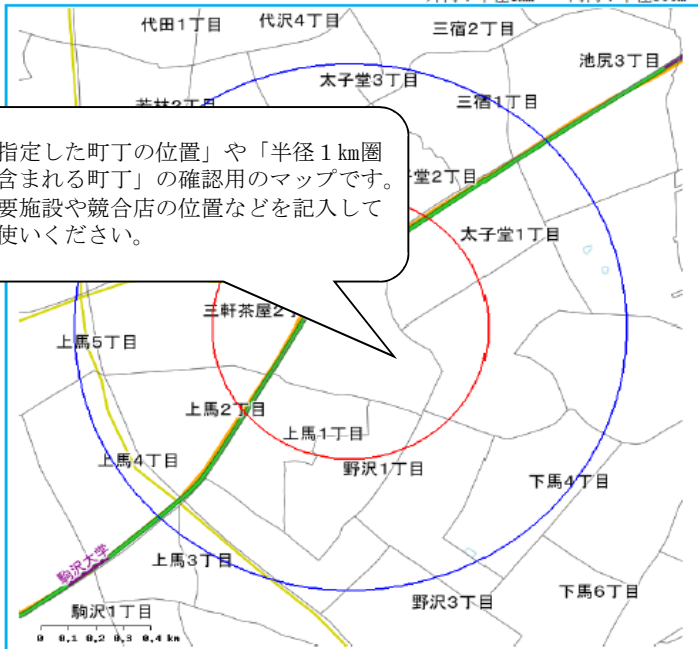 代田1丁目
代沢4丁目
三宿2丁目
池尻3丁目
太子堂3丁目
三宿1丁目
指定した町丁の位置」や「半径１㎞圏
含まれる町丁」の確認用のマップです。
要施設や競合店の位置などを記入して
使いください。
堂2丁目
太子堂1丁目
三軒茶屋2丁
上馬5丁目
上馬2丁目
上馬1丁目
上馬4丁目
野沢1丁目
下馬4丁目
駒沢大学
上馬3丁目
野沢3丁目
下馬6丁目
駒沢1丁目
0 0.1 0.2 0.3 0.4 km